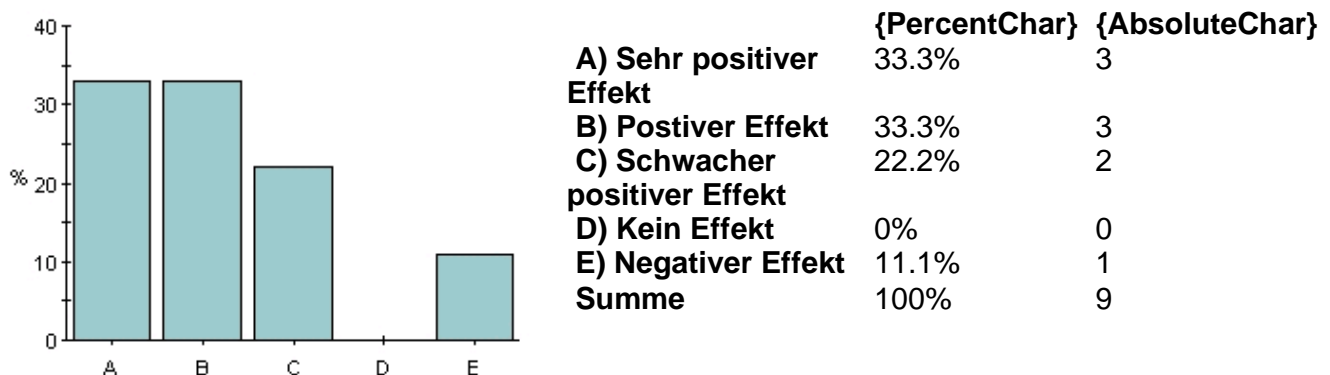 40
30
% 20
10
0
A B C D E
{PercentChar} {AbsoluteChar}
A) Sehr positiver 33.3% 3
Effekt
B) Postiver Effekt 33.3% 3
C) Schwacher 22.2% 2
positiver Effekt
D) Kein Effekt 0% 0
E) Negativer Effekt 11.1% 1
Summe 100% 9